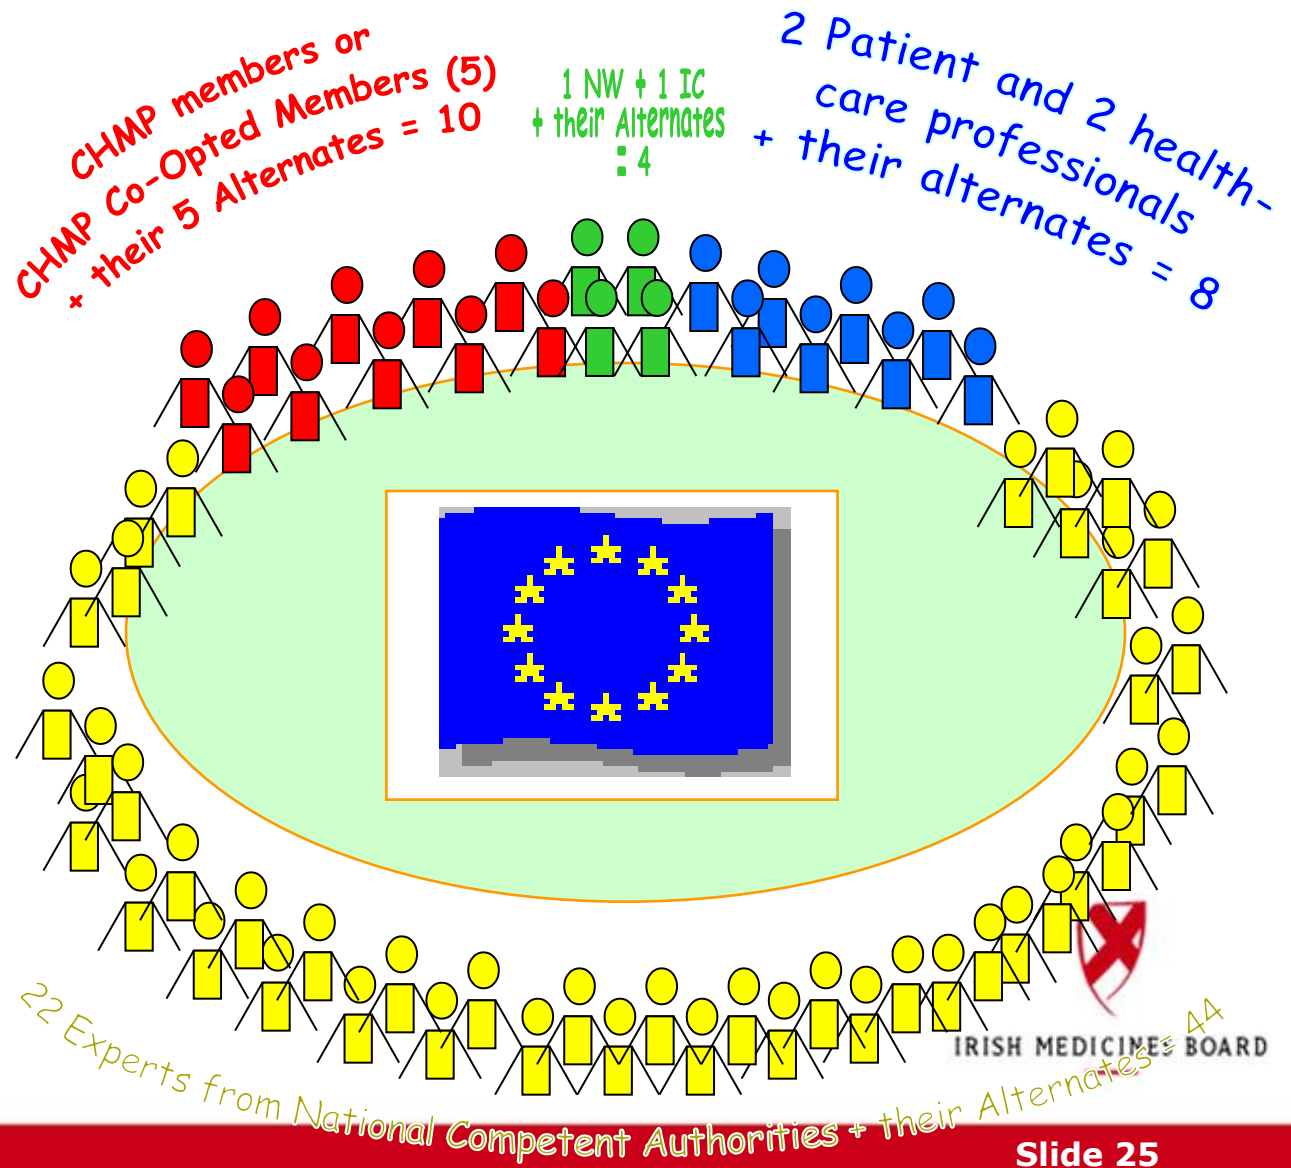 CHMP members or
CHMP Co-Opted Members (5)
+ their 5 Alternates = 10
1 NW + 1 IC
+ their Alternates
: 4
2 Patient and 2 health-
care professionals
+ their alternates = 8
22 Experts from National Competent Authorities + their Alternates = 44
IRISH MEDICINES BOARD
Slide 25